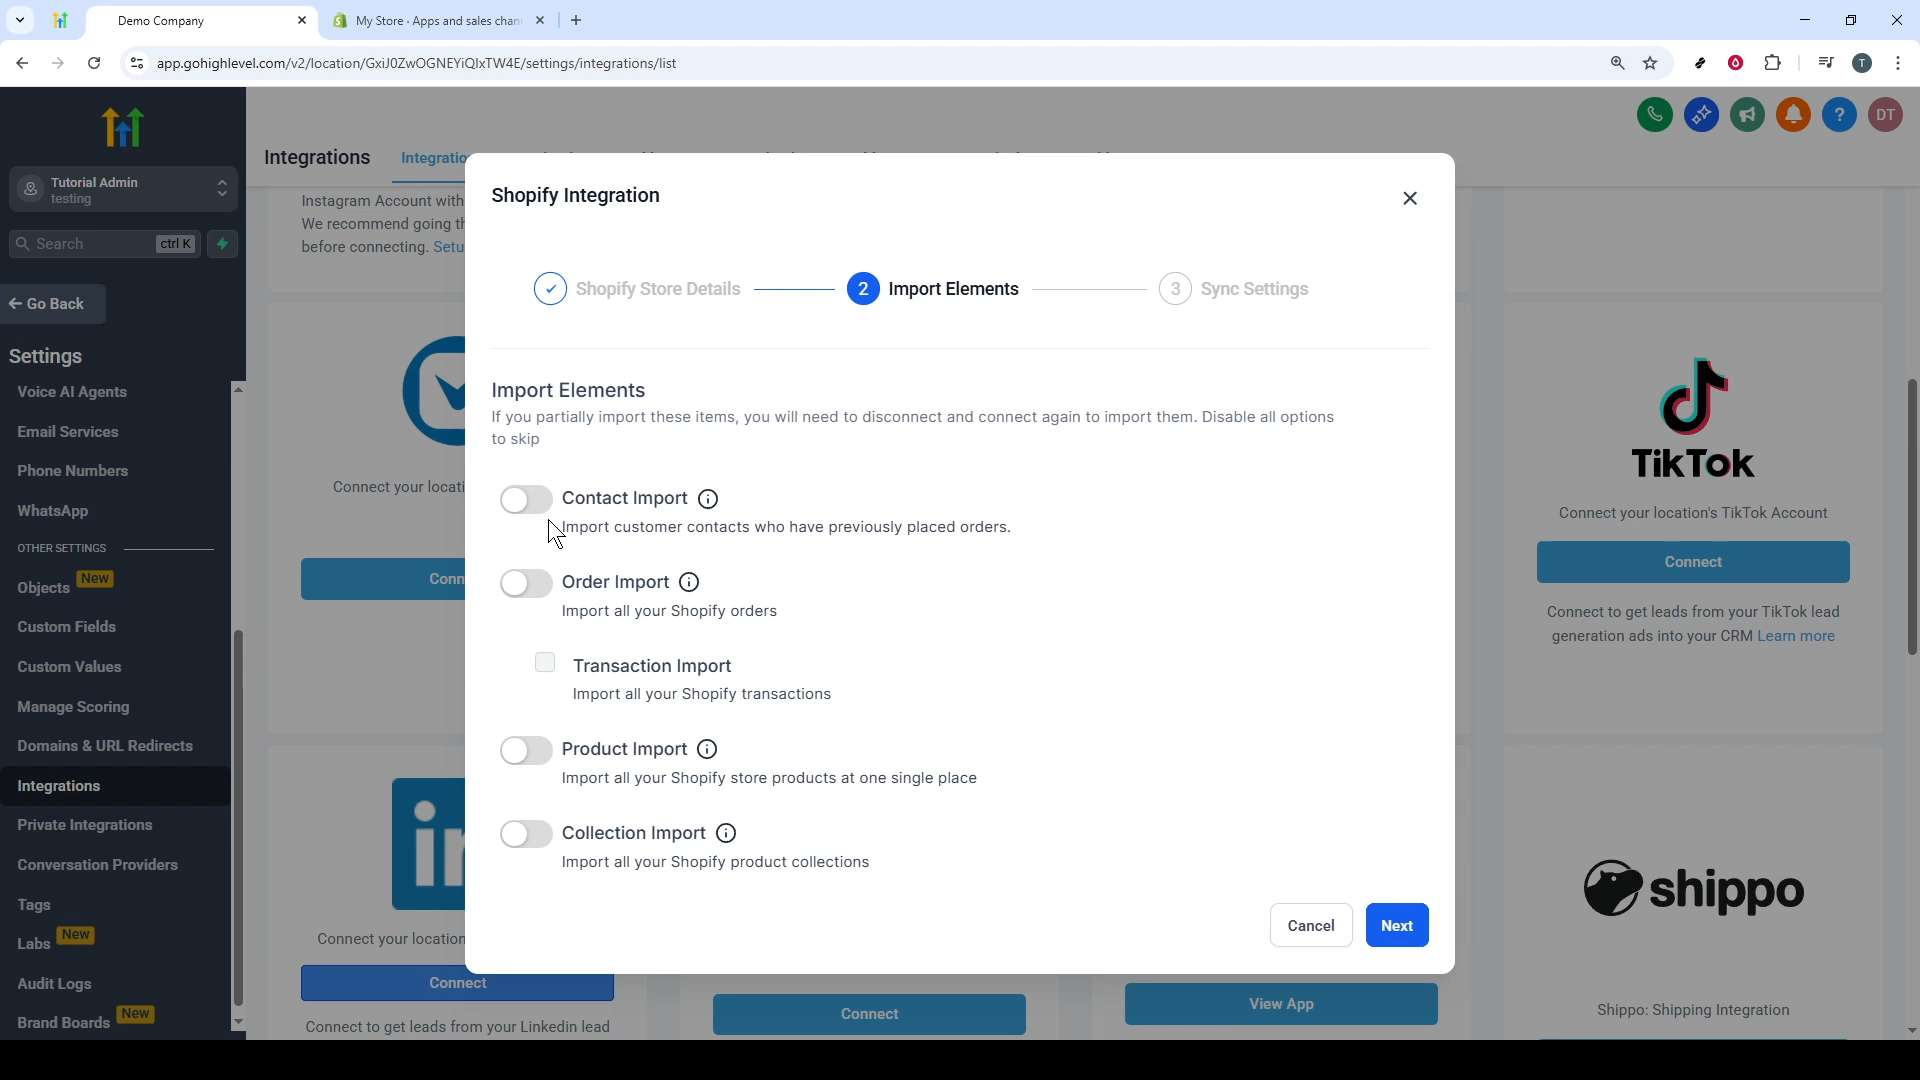 Demo Company
My Store · Apps and sales chan
app.gohighlevel.com/v2/location/GxiJ0ZwOGNEYiQlxTW4E/settings/integrations/list
T
DT
Tutorial Admin
testing
Search
ctrl K
Go Back
Settings
Voice AI Agents
Email Services
Phone Numbers
WhatsApp
OTHER SETTINGS
Objects New
Custom Fields
Custom Values
Manage Scoring
Domains & URL Redirects
Integrations
Private Integrations
Conversation Providers
Tags
Labs New
Audit Logs
Brand Boards New
Integrations
Integratio
Instagram Account with
We recommend going th
before connecting. Setu
Connect your locati
Conn
in
Connect your location
Connect
Connect to get leads from your Linkedin lead
Shopify Integration
Shopify Store Details
2 Import Elements
3 Sync Settings
Import Elements
If you partially import these items, you will need to disconnect and connect again to import them. Disable all options
to skip
Contact Import
Import customer contacts who have previously placed orders.
Order Import
Import all your Shopify orders
Transaction Import
Import all your Shopify transactions
Product Import
Import all your Shopify store products at one single place
Collection Import
Import all your Shopify product collections
Cancel
Next
Connect
View App
TikTok
Connect your location's TikTok Account
Connect
Connect to get leads from your TikTok lead
generation ads into your CRM Learn more
shippo
Shippo: Shipping Integration